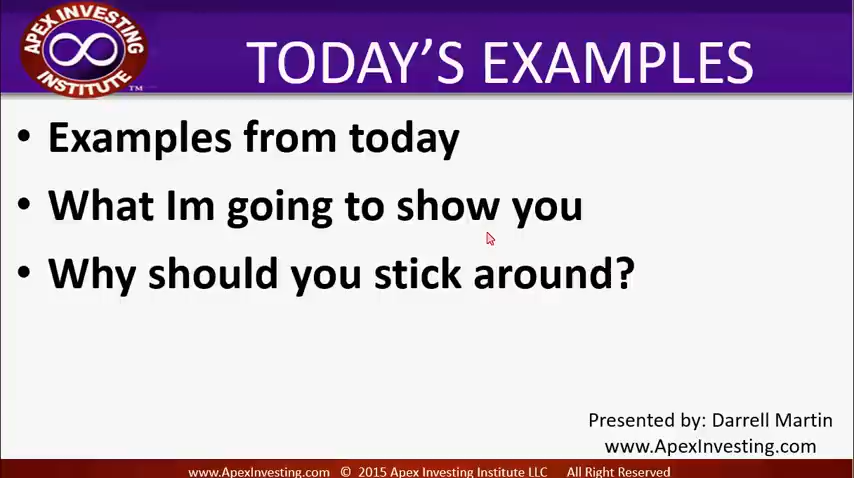 APEX INVESTING
INSTITUTE
TM
TODAY'S EXAMPLES
• Examples from today
• What Im going to show you
• Why should you stick around?
Presented by: Darrell Martin
www.ApexInvesting.com
www.ApexInvesting.com © 2015 Apex Investing Institute LLC All Right Reserved